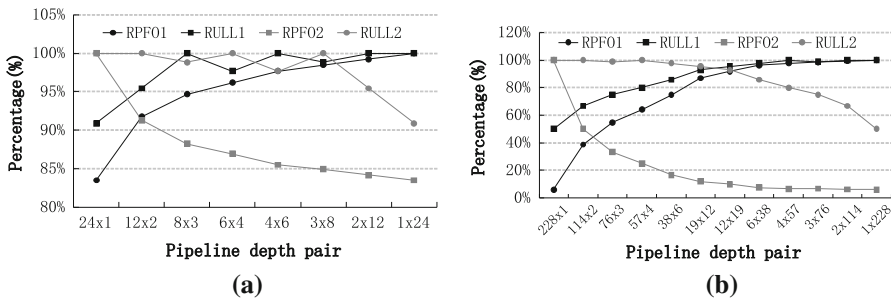 RPFO1 RULL1 RPFO2 RULL2
105%
100%
95%
90%
85%
80%
Percentage(%)
24x1 12x2 8x3 6x4 4x6 3x8 2x12 1x24
Pipeline depth pair
(a)
RPFO1 RULL1 RPFO2 RULL2
120%
100%
80%
60%
40%
20%
0%
Percentage(%)
228x1 114x2 76x3 57x4 38x6 19x12 12x19 6x38 4x57 3x76 2x114 1x228
Pipeline depth pair
(b)